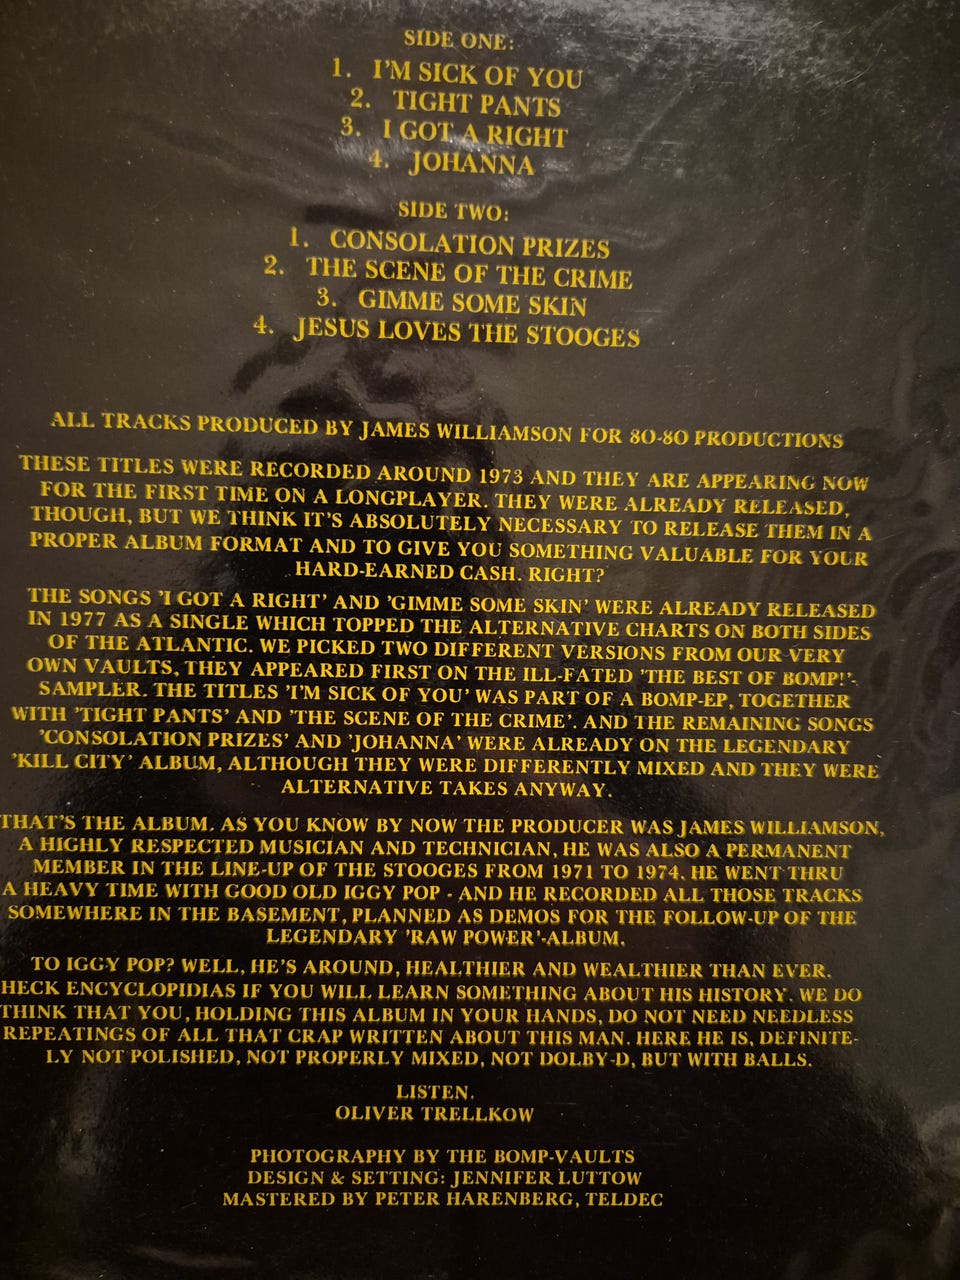 SIDE ONE:
1. I'M SICK OF YOU
2. TIGHT PANTS
3. I GOT A RIGHT
4. JOHANNA
SIDE TWO:
1. CONSOLATION PRIZES
2. THE SCENE OF THE CRIME
3. GIMME SOME SKIN
4. JESUS LOVES THE STOOGES
ALL TRACKS PRODUCED BY JAMES WILLIAMSON FOR 80-80 PRODUCTIONS
THESE TITLES WERE RECORDED AROUND 1973 AND THEY ARE APPEARING NOW
FOR THE FIRST TIME ON A LONGPLAYER. THEY WERE ALREADY RELEASED,
THOUGH, BUT WE THINK IT'S ABSOLUTELY NECESSARY TO RELEASE THEM IN A
PROPER ALBUM FORMAT AND TO GIVE YOU SOMETHING VALUABLE FOR YOUR
HARD-EARNED CASH. RIGHT?
THE SONGS 'I GOT A RIGHT' AND 'GIMME SOME SKIN' WERE ALREADY RELEASED
IN 1977 AS A SINGLE WHICH TOPPED THE ALTERNATIVE CHARTS ON BOTH SIDES
OF THE ATLANTIC. WE PICKED TWO DIFFERENT VERSIONS FROM OUR VERY
OWN VAULTS, THEY APPEARED FIRST ON THE ILL-FATED 'THE BEST OF BOMP!'-
SAMPLER. THE TITLES 'I'M SICK OF YOU' WAS PART OF A BOMP-EP, TOGETHER
WITH 'TIGHT PANTS' AND 'THE SCENE OF THE CRIME'. AND THE REMAINING SONGS
'CONSOLATION PRIZES' AND 'JOHANNA' WERE ALREADY ON THE LEGENDARY
'KILL CITY' ALBUM, ALTHOUGH THEY WERE DIFFERENTLY MIXED AND THEY WERE
ALTERNATIVE TAKES ANYWAY.
THAT'S THE ALBUM. AS YOU KNOW BY NOW THE PRODUCER WAS JAMES WILLIAMSON,
A HIGHLY RESPECTED MUSICIAN AND TECHNICIAN, HE WAS ALSO A PERMANENT
MEMBER IN THE LINE-UP OF THE STOOGES FROM 1971 TO 1974. HE WENT THRU
A HEAVY TIME WITH GOOD OLD IGGY POP - AND HE RECORDED ALL THOSE TRACKS
SOMEWHERE IN THE BASEMENT, PLANNED AS DEMOS FOR THE FOLLOW-UP OF THE
LEGENDARY 'RAW POWER'-ALBUM.
TO IGGY POP? WELL, HE'S AROUND, HEALTHIER AND WEALTHIER THAN EVER.
HECK ENCYCLOPIDIAS IF YOU WILL LEARN SOMETHING ABOUT HIS HISTORY. WE DO
THINK THAT YOU, HOLDING THIS ALBUM IN YOUR HANDS, DO NOT NEED NEEDLESS
REPEATINGS OF ALL THAT CRAP WRITTEN ABOUT THIS MAN. HERE HE IS, DEFINITE-
LY NOT POLISHED, NOT PROPERLY MIXED, NOT DOLBY-D, BUT WITH BALLS.
LISTEN.
OLIVER TRELLKOW
PHOTOGRAPHY BY THE BOMP-VAULTS
DESIGN & SETTING: JENNIFER LUTTOW
MASTERED BY PETER HARENBERG, TELDEC